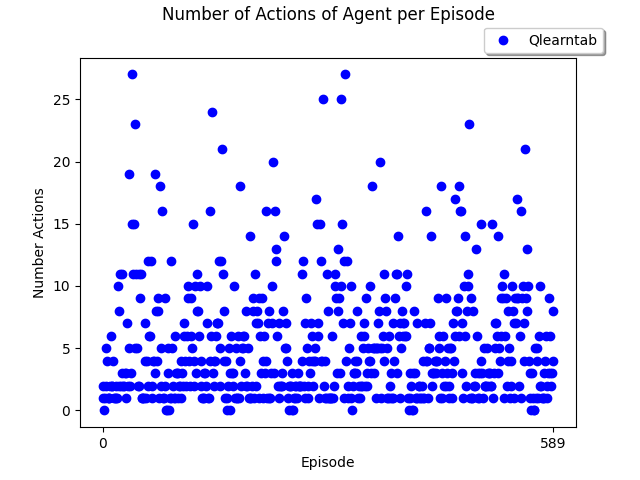 Number of Actions of Agent per Episode
Qlearntab
25
20
15
10
5
0
Number Actions
0 589
Episode